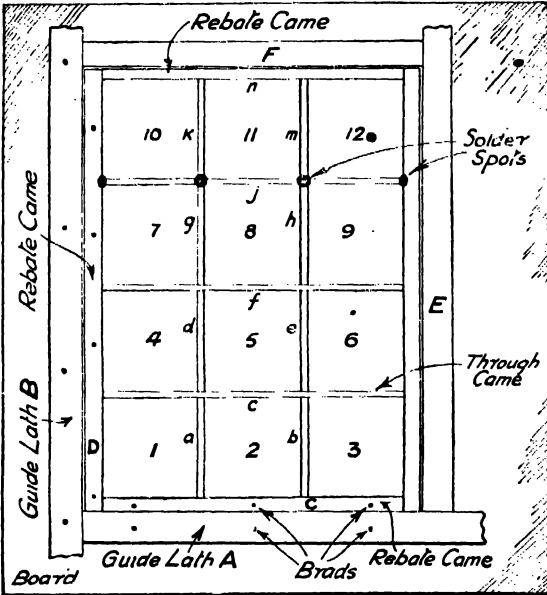 Rebate Came
F
n
10 k 11 m 12
Solder
Spots
j
7 g 8 h 9
Rebate Came
f
E
4 d 5 e 6
Through
Came
c
Guide Lath B
D
1 a 2 b 3
C
Guide Lath A
Brads
Rebate Came
Board